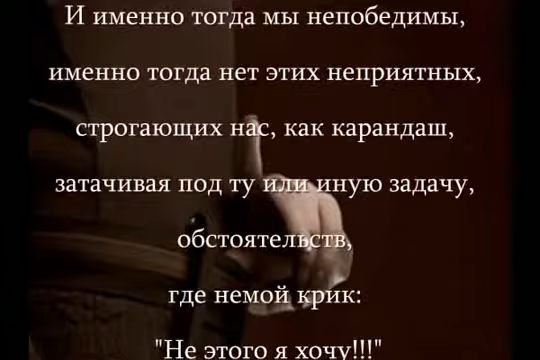 И именно тогда мы непобедимы,
именно тогда нет этих неприятных,
строгающих нас, как карандаш,
затачивая под ту или иную задачу,
обстоятельств,
где немой крик:
"Не этого я хочу!!!"